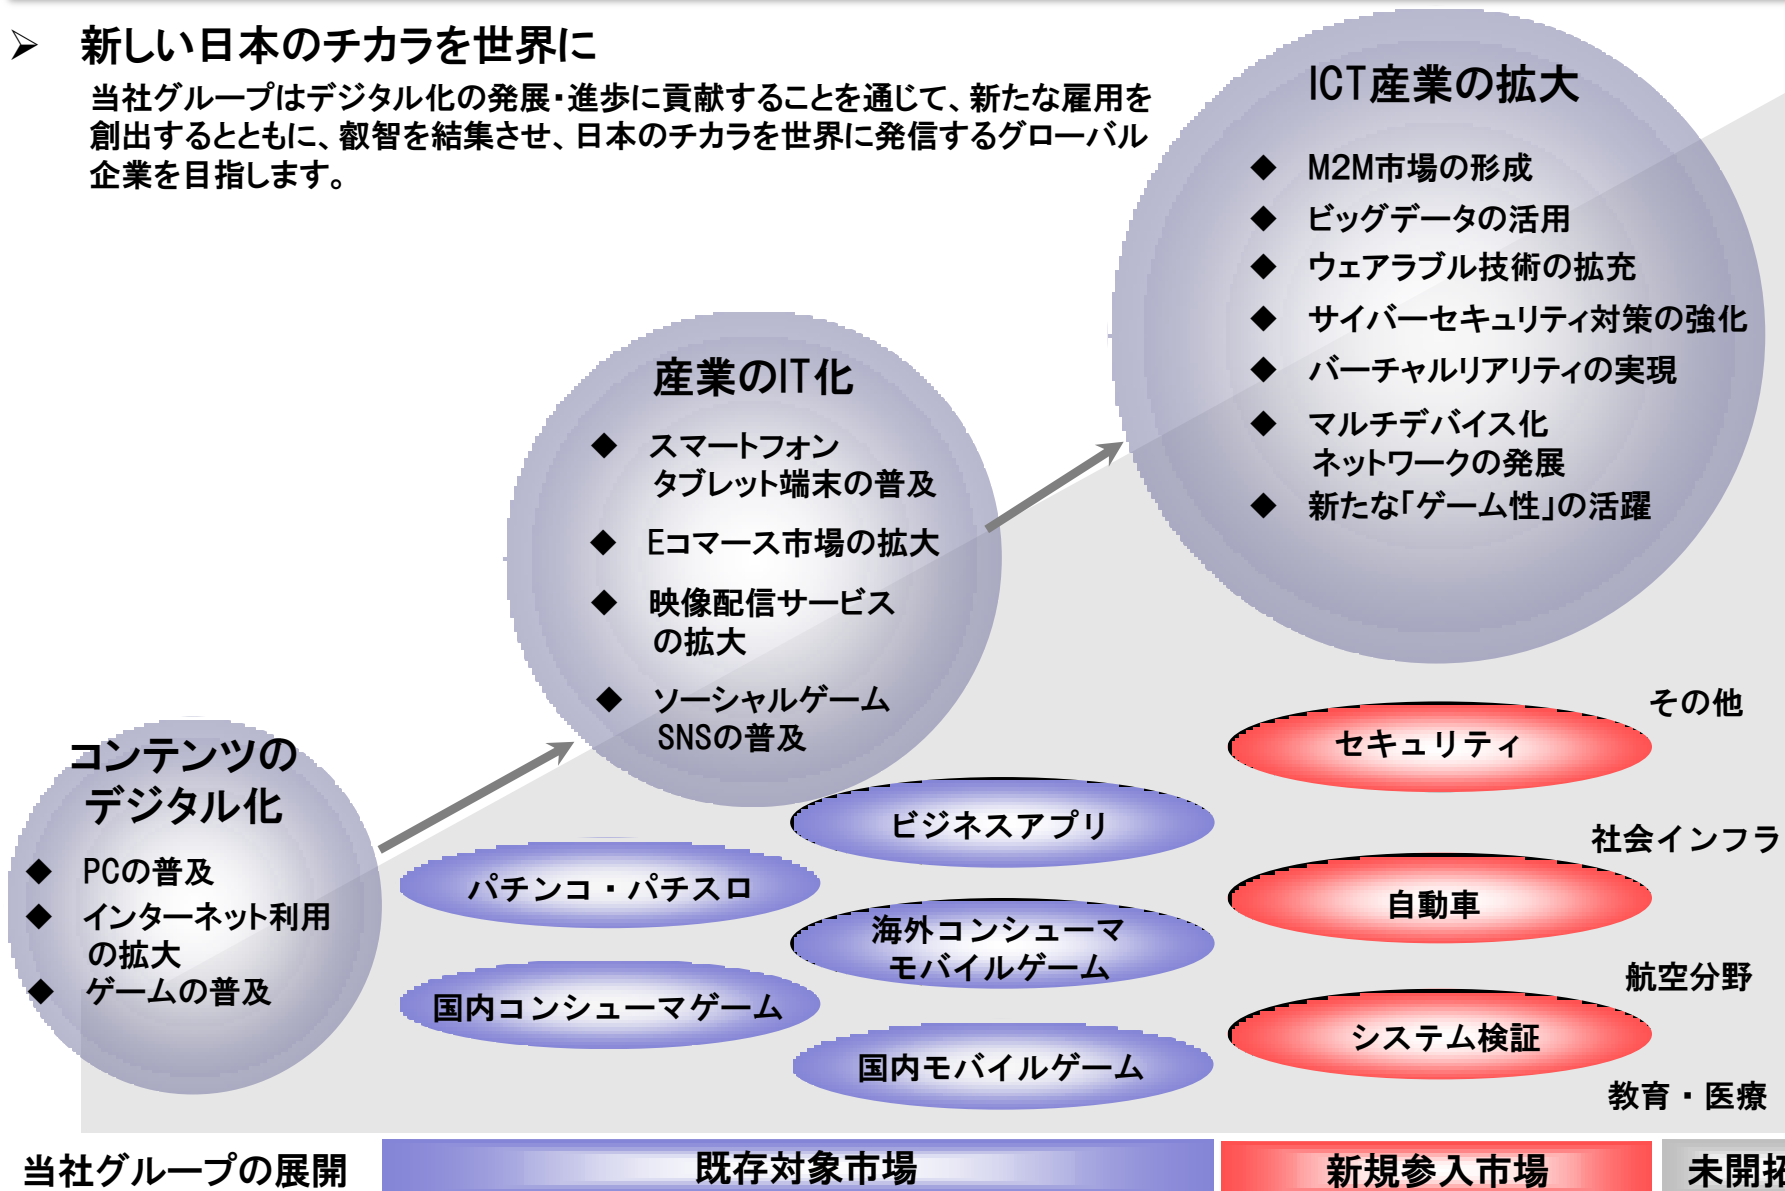 ➢ 新しい日本のチカラを世界に
当社グループはデジタル化の発展・進歩に貢献することを通じて、新たな雇用を
創出するとともに、叡智を結集させ、日本のチカラを世界に発信するグローバル
企業を目指します。
ICT産業の拡大
◆ M2M市場の形成
◆ ビッグデータの活用
◆ ウェアラブル技術の拡充
◆ サイバーセキュリティ対策の強化
◆ バーチャルリアリティの実現
◆ マルチデバイス化
ネットワークの発展
◆ 新たな「ゲーム性」の活躍
産業のIT化
◆ スマートフォン
タブレット端末の普及
◆ Eコマース市場の拡大
◆ 映像配信サービス
の拡大
◆ ソーシャルゲーム
SNSの普及
コンテンツの
デジタル化
◆ PCの普及
◆ インターネット利用
の拡大
◆ ゲームの普及
パチンコ・パチスロ
国内コンシューマゲーム
ビジネスアプリ
海外コンシューマ
モバイルゲーム
国内モバイルゲーム
セキュリティ
自動車
システム検証
その他
社会インフラ
航空分野
教育・医療
当社グループの展開
既存対象市場
新規参入市場
未開拓